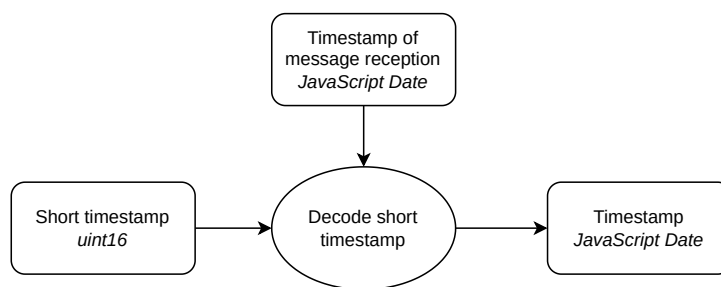 Timestamp of
message reception
JavaScript Date
Short timestamp
uint16
Decode short
timestamp
Timestamp
JavaScript Date